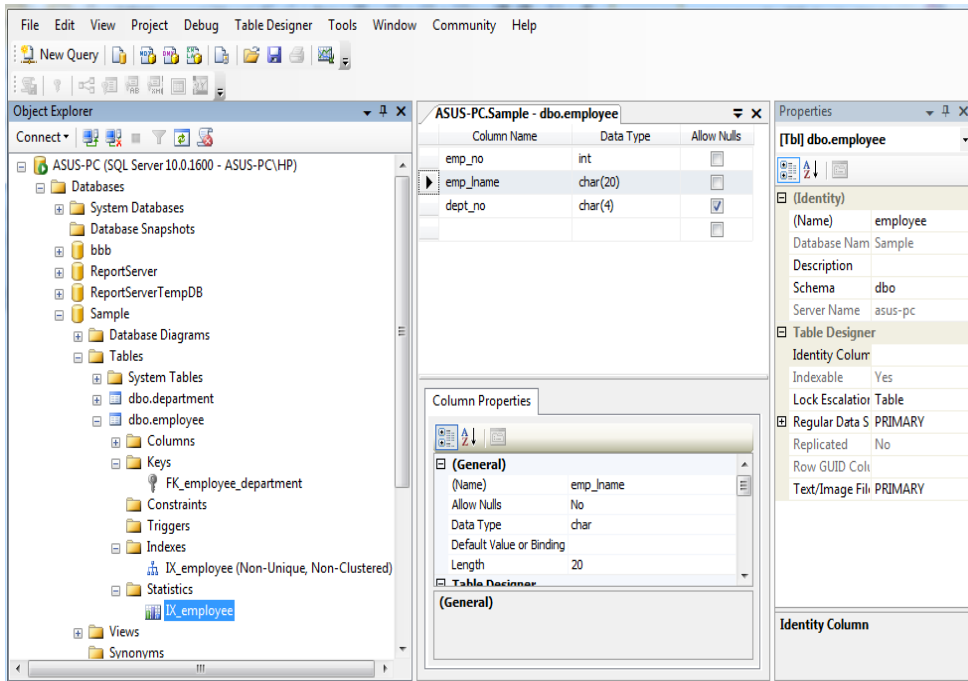 File Edit View Project Debug Table Designer Tools Window Community Help
New Query
Object Explorer
Connect
ASUS-PC (SQL Server 10.0.1600 - ASUS-PC\HP)
Databases
System Databases
Database Snapshots
bbb
ReportServer
ReportServerTempDB
Sample
Database Diagrams
Tables
System Tables
dbo.department
dbo.employee
Columns
Keys
FK_employee_department
Constraints
Triggers
Indexes
IX_employee (Non-Unique, Non-Clustered)
Statistics
IX_employee
Views
Synonyms
ASUS-PC.Sample - dbo.employee
Column Name Data Type Allow Nulls
emp_no int
emp_lname char(20)
dept_no char(4)
Column Properties
(General)
(Name) emp_lname
Allow Nulls No
Data Type char
Default Value or Binding
Length 20
Table Designer
(General)
Properties
[Tbl] dbo.employee
(Identity)
(Name) employee
Database Nam Sample
Description
Schema dbo
Server Name asus-pc
Table Designer
Identity Colum
Indexable Yes
Lock Escalation Table
Regular Data S PRIMARY
Replicated No
Row GUID Colu
Text/Image File PRIMARY
Identity Column